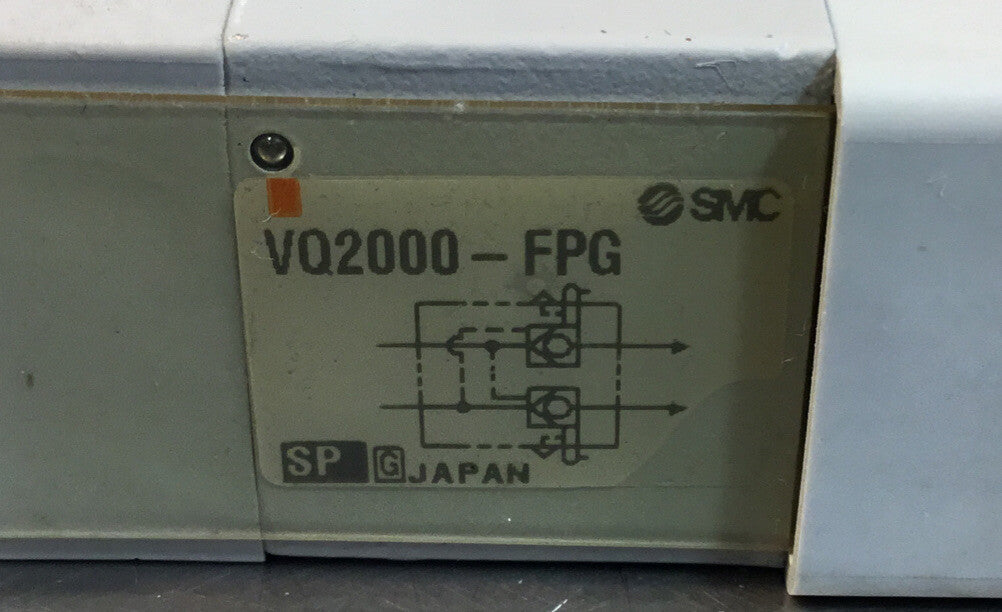 SMC
VQ2000-FPG
SP G JAPAN